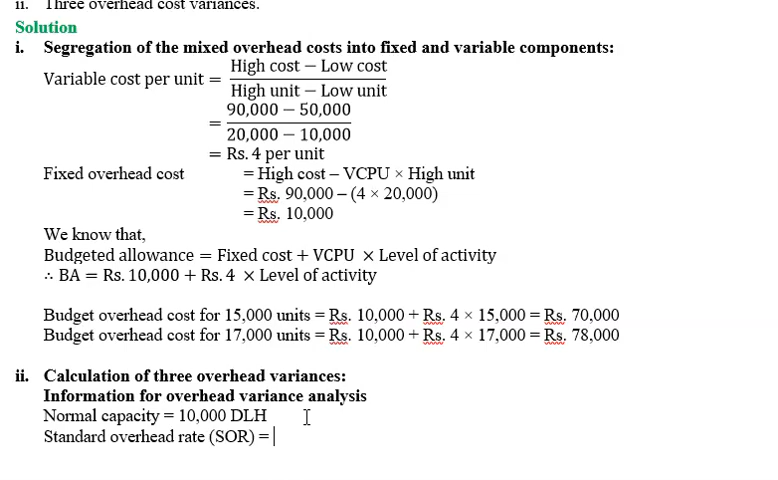 ii. Three overhead cost variances.
Solution
i. Segregation of the mixed overhead costs into fixed and variable components:
Variable cost per unit = High cost − Low cost / High unit − Low unit
= 90,000 − 50,000 / 20,000 − 10,000
= Rs. 4 per unit
Fixed overhead cost = High cost – VCPU × High unit
= Rs. 90,000 – (4 × 20,000)
= Rs. 10,000
We know that,
Budgeted allowance = Fixed cost + VCPU × Level of activity
∴ BA = Rs. 10,000 + Rs. 4 × Level of activity
Budget overhead cost for 15,000 units = Rs. 10,000 + Rs. 4 × 15,000 = Rs. 70,000
Budget overhead cost for 17,000 units = Rs. 10,000 + Rs. 4 × 17,000 = Rs. 78,000
ii. Calculation of three overhead variances:
Information for overhead variance analysis
Normal capacity = 10,000 DLH
Standard overhead rate (SOR) =